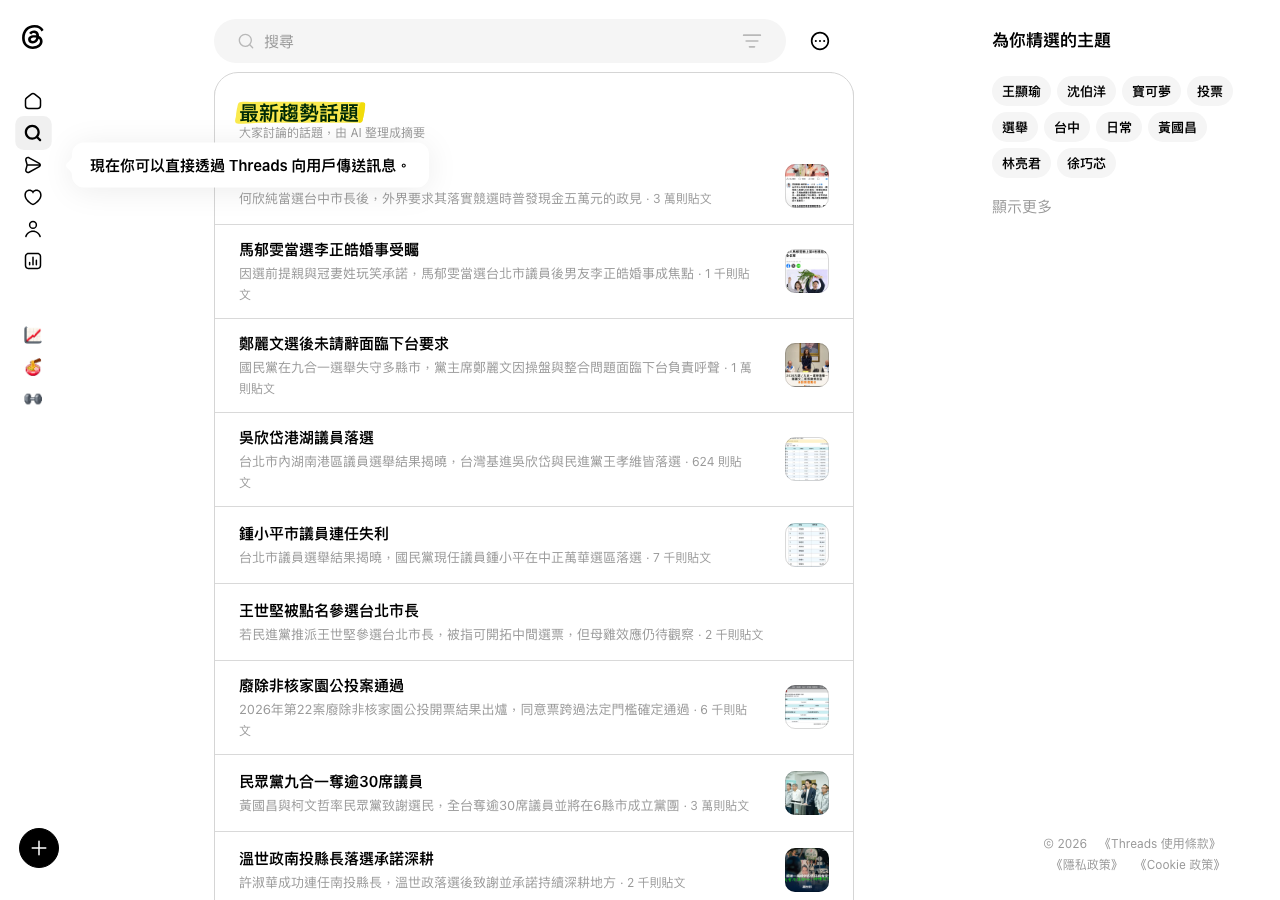 搜尋
最新趨勢話題
大家討論的話題，由 AI 整理成摘要
現在你可以直接透過 Threads 向用戶傳送訊息。
何欣純當選台中市長後，外界要求其落實競選時普發現金五萬元的政見 · 3 萬則貼文
馬郁雯當選李正皓婚事受矚
因選前提親與冠妻姓玩笑承諾，馬郁雯當選台北市議員後男友李正皓婚事成焦點 · 1 千則貼
文
鄭麗文選後未請辭面臨下台要求
國民黨在九合一選舉失守多縣市，黨主席鄭麗文因操盤與整合問題面臨下台負責呼聲 · 1 萬
則貼文
吳欣岱港湖議員落選
台北市內湖南港區議員選舉結果揭曉，台灣基進吳欣岱與民進黨王孝維皆落選 · 624 則貼
文
鍾小平市議員連任失利
台北市議員選舉結果揭曉，國民黨現任議員鍾小平在中正萬華選區落選 · 7 千則貼文
王世堅被點名參選台北市長
若民進黨推派王世堅參選台北市長，被指可開拓中間選票，但母雞效應仍待觀察 · 2 千則貼文
廢除非核家園公投案通過
2026年第22案廢除非核家園公投開票結果出爐，同意票跨過法定門檻確定通過 · 6 千則貼
文
民眾黨九合一奪逾30席議員
黃國昌與柯文哲率民眾黨致謝選民，全台奪逾30席議員並將在6縣市成立黨團 · 3 萬則貼文
溫世政南投縣長落選承諾深耕
許淑華成功連任南投縣長，溫世政落選後致謝並承諾持續深耕地方 · 2 千則貼文
為你精選的主題
王顥瑜 沈伯洋 寶可夢 投票
選舉 台中 日常 黃國昌
林亮君 徐巧芯
顯示更多
© 2026 《Threads 使用條款》
《隱私政策》 《Cookie 政策》